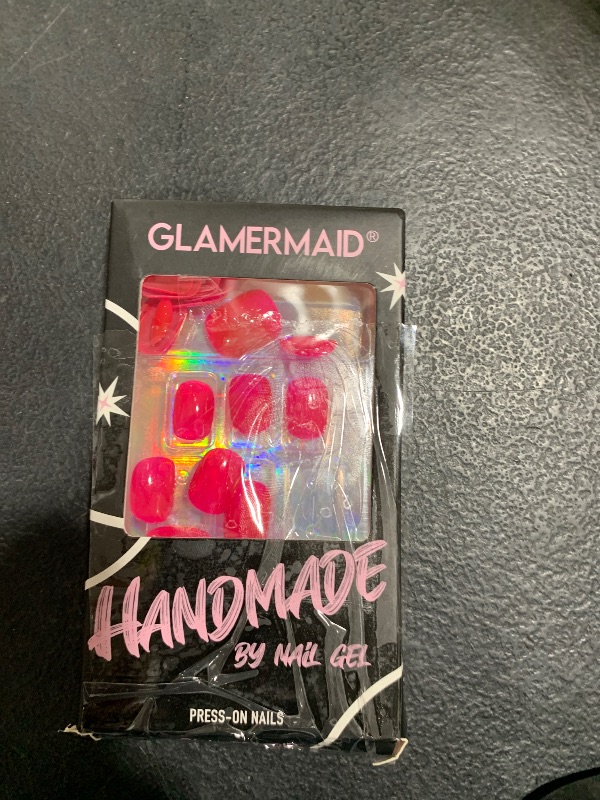 GLAMERMAID®
HANDMADE
BY NAIL GEL
PRESS-ON NAILS